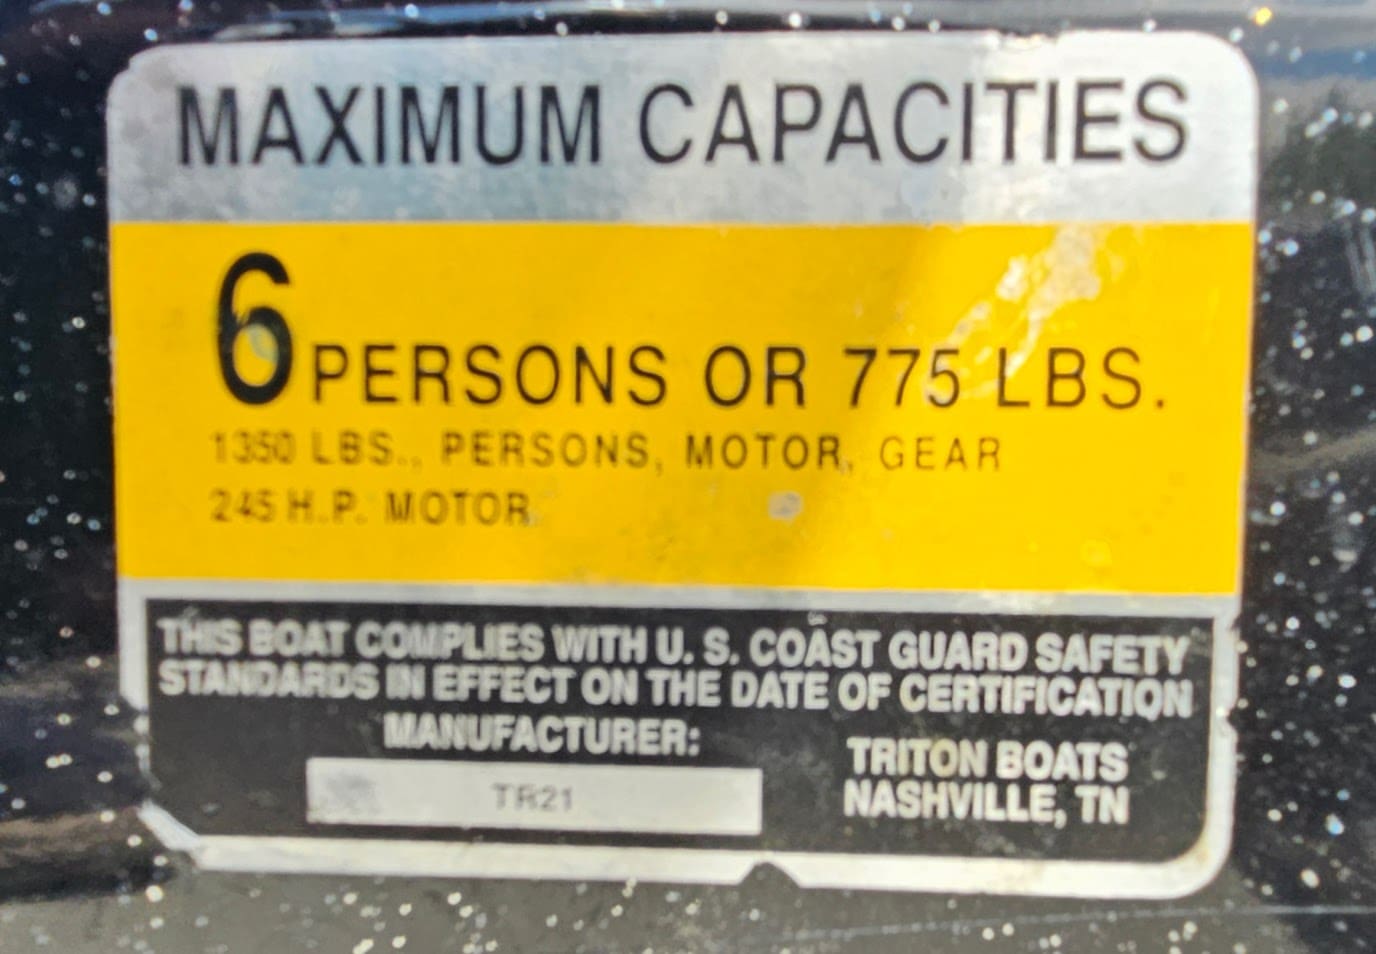 MAXIMUM CAPACITIES
6 PERSONS OR 775 LBS.
1350 LBS., PERSONS, MOTOR, GEAR
245 H.P. MOTOR
THIS BOAT COMPLIES WITH U. S. COAST GUARD SAFETY
STANDARDS IN EFFECT ON THE DATE OF CERTIFICATION
MANUFACTURER:
TR21
TRITON BOATS
NASHVILLE, TN